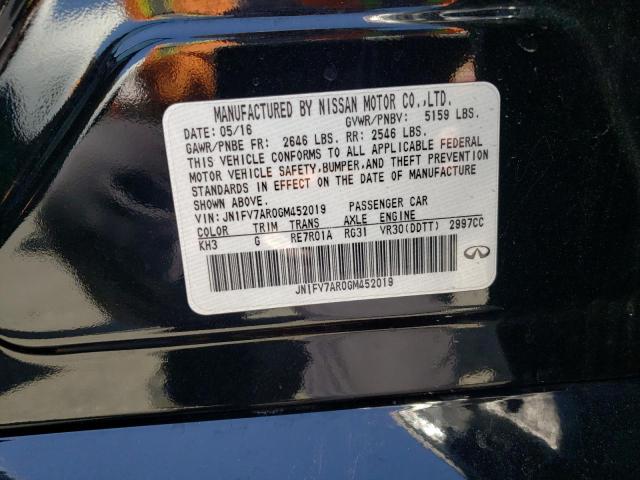 MANUFACTURED BY NISSAN MOTOR CO.,LTD.
DATE: 05/16 GVWR/PNBV: 5159 LBS.
GAWR/PNBE FR: 2646 LBS. RR: 2546 LBS.
THIS VEHICLE CONFORMS TO ALL APPLICABLE FEDERAL
MOTOR VEHICLE SAFETY, BUMPER, AND THEFT PREVENTION
STANDARDS IN EFFECT ON THE DATE OF MANUFACTURE
SHOWN ABOVE.
VIN: JN1FV7AR0GM452019 PASSENGER CAR
COLOR TRIM TRANS AXLE ENGINE
KH3 G RE7R01A RG31 VR30(DDTT) 2997CC
JN1FV7AR0GM452019